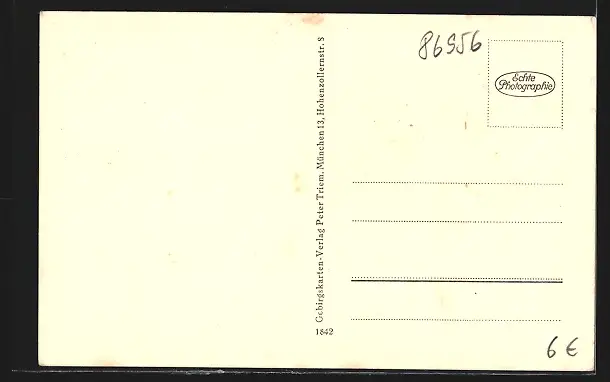 86956
Echte
Photographie
Gebirgskarten-Verlag Peter Triem, München 13, Hohenzollernstr. 8
1842
6 €